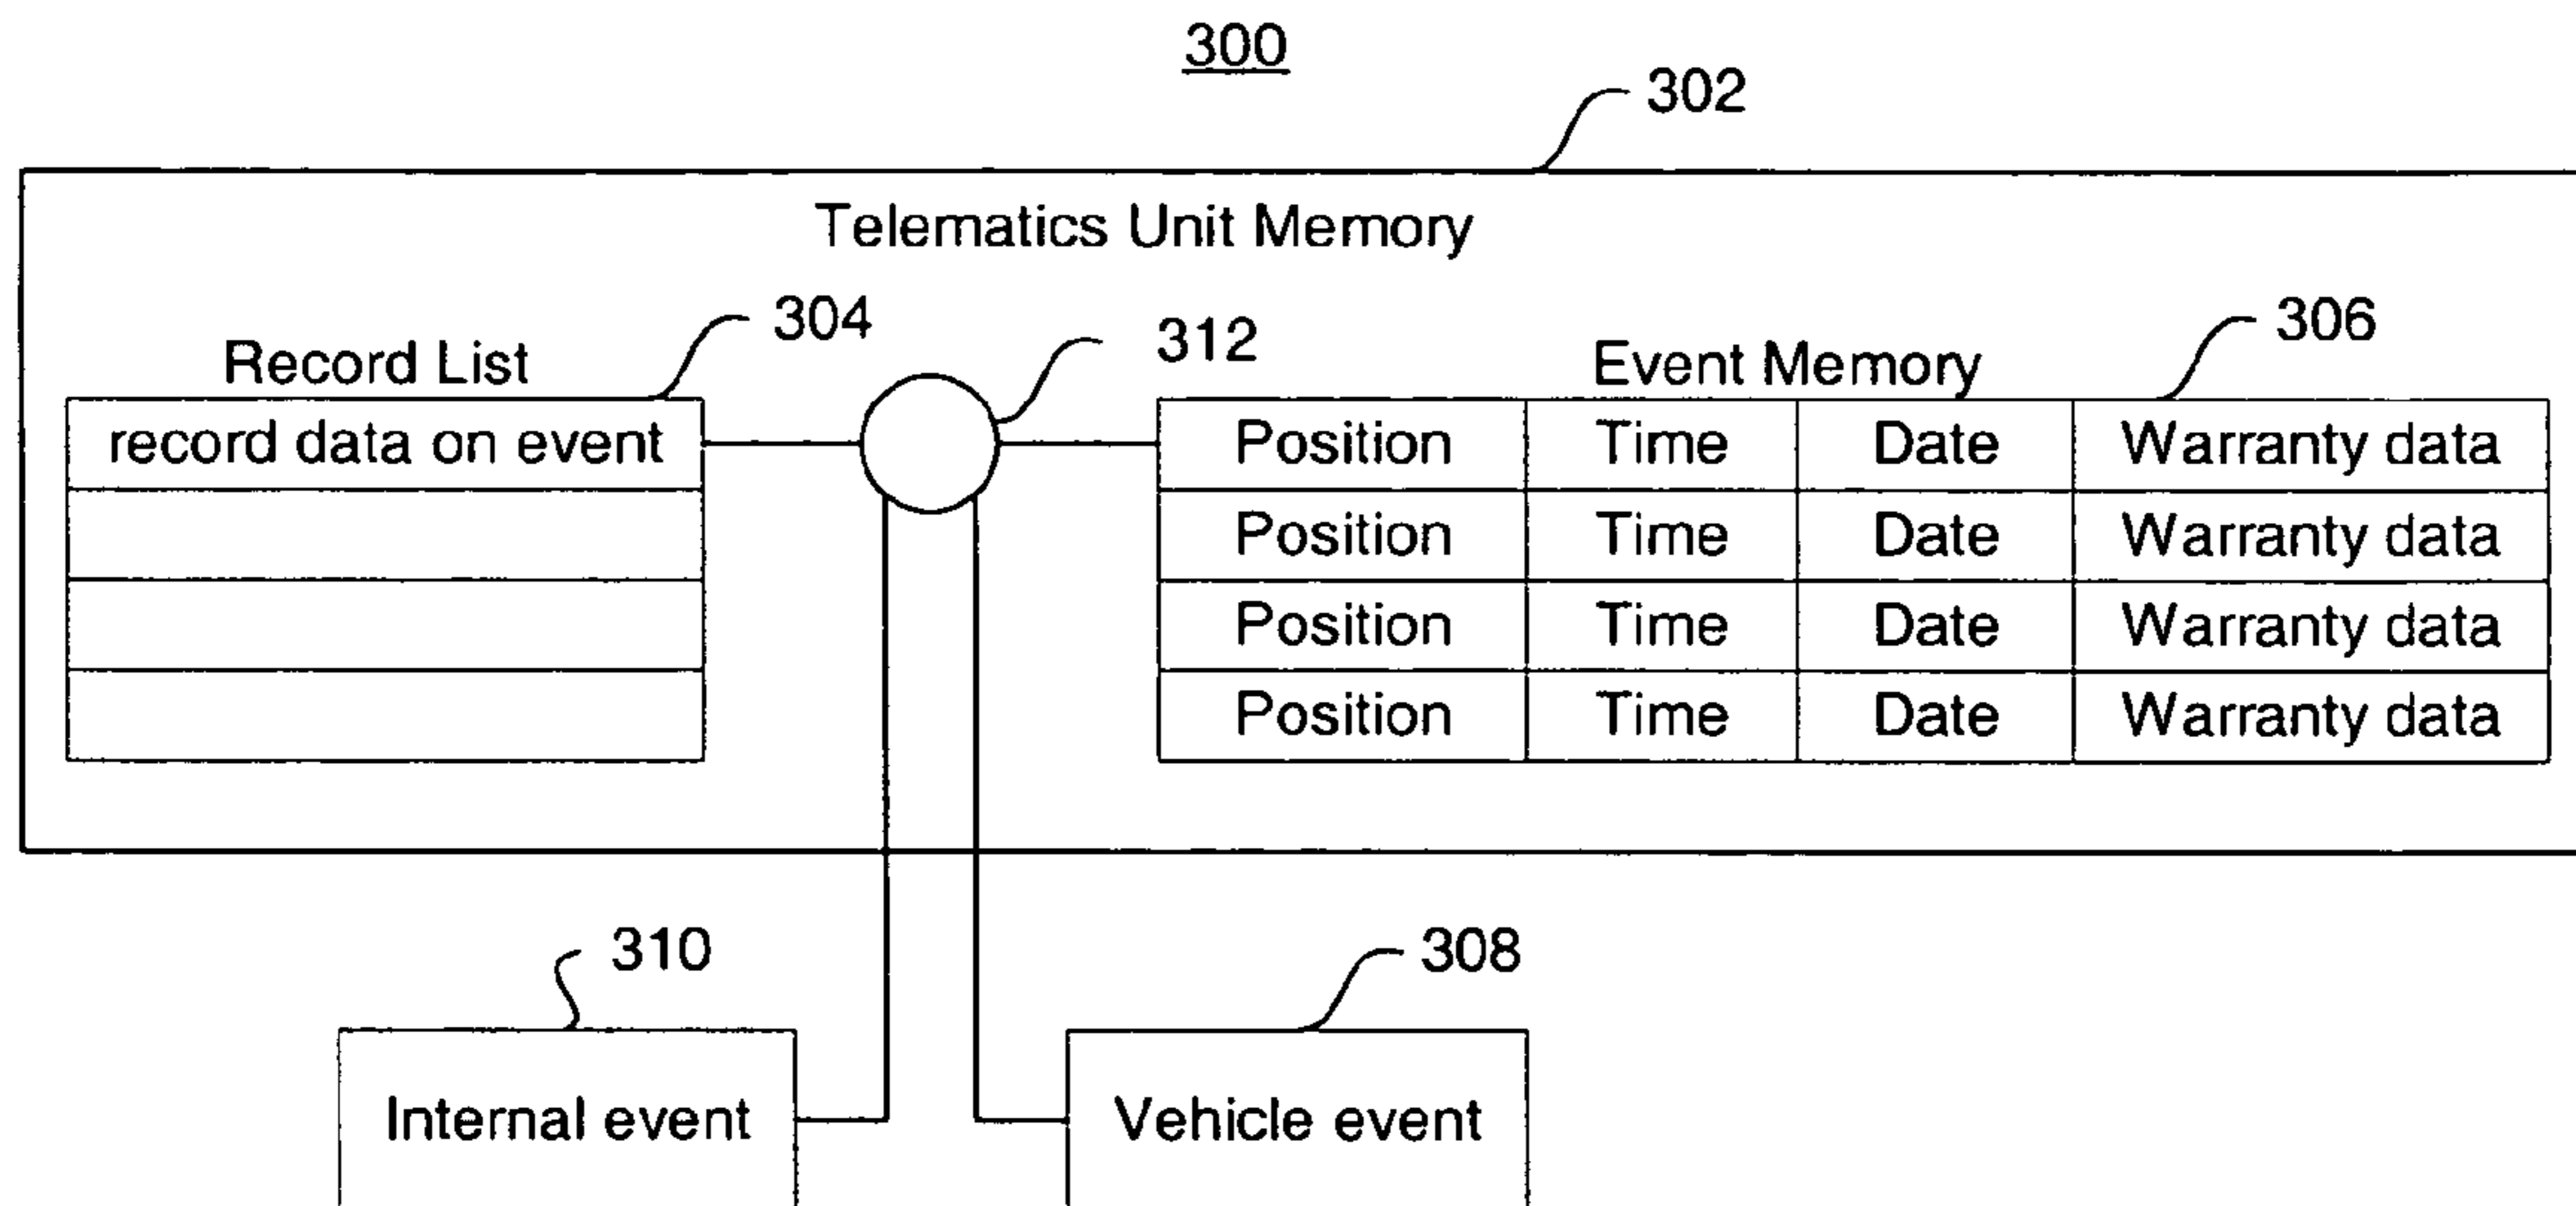 300
302
Telematics Unit Memory
304
312
306
Record List
Event Memory
record data on event
Position Time Date Warranty data
Position Time Date Warranty data
Position Time Date Warranty data
Position Time Date Warranty data
310
308
Internal event
Vehicle event